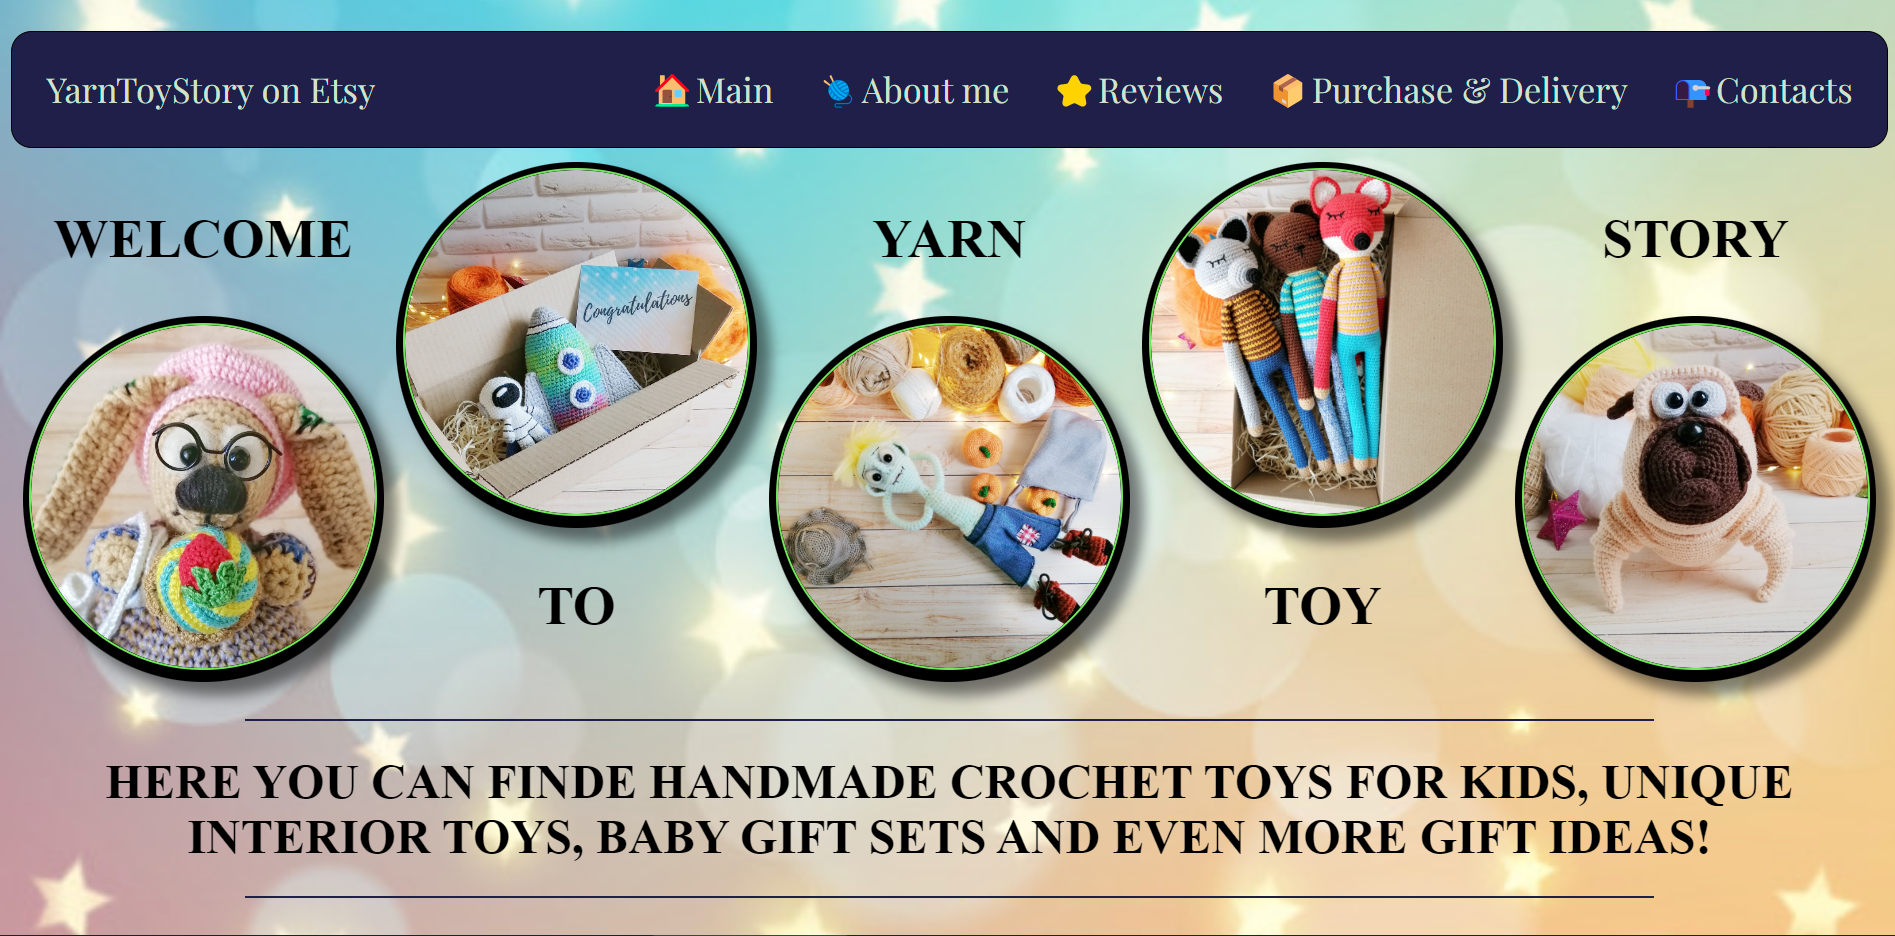 YarnToyStory on Etsy
Main
About me
Reviews
Purchase & Delivery
Contacts
WELCOME
TO
YARN
TOY
STORY
Congratulations
HERE YOU CAN FINDE HANDMADE CROCHET TOYS FOR KIDS, UNIQUE
INTERIOR TOYS, BABY GIFT SETS AND EVEN MORE GIFT IDEAS!